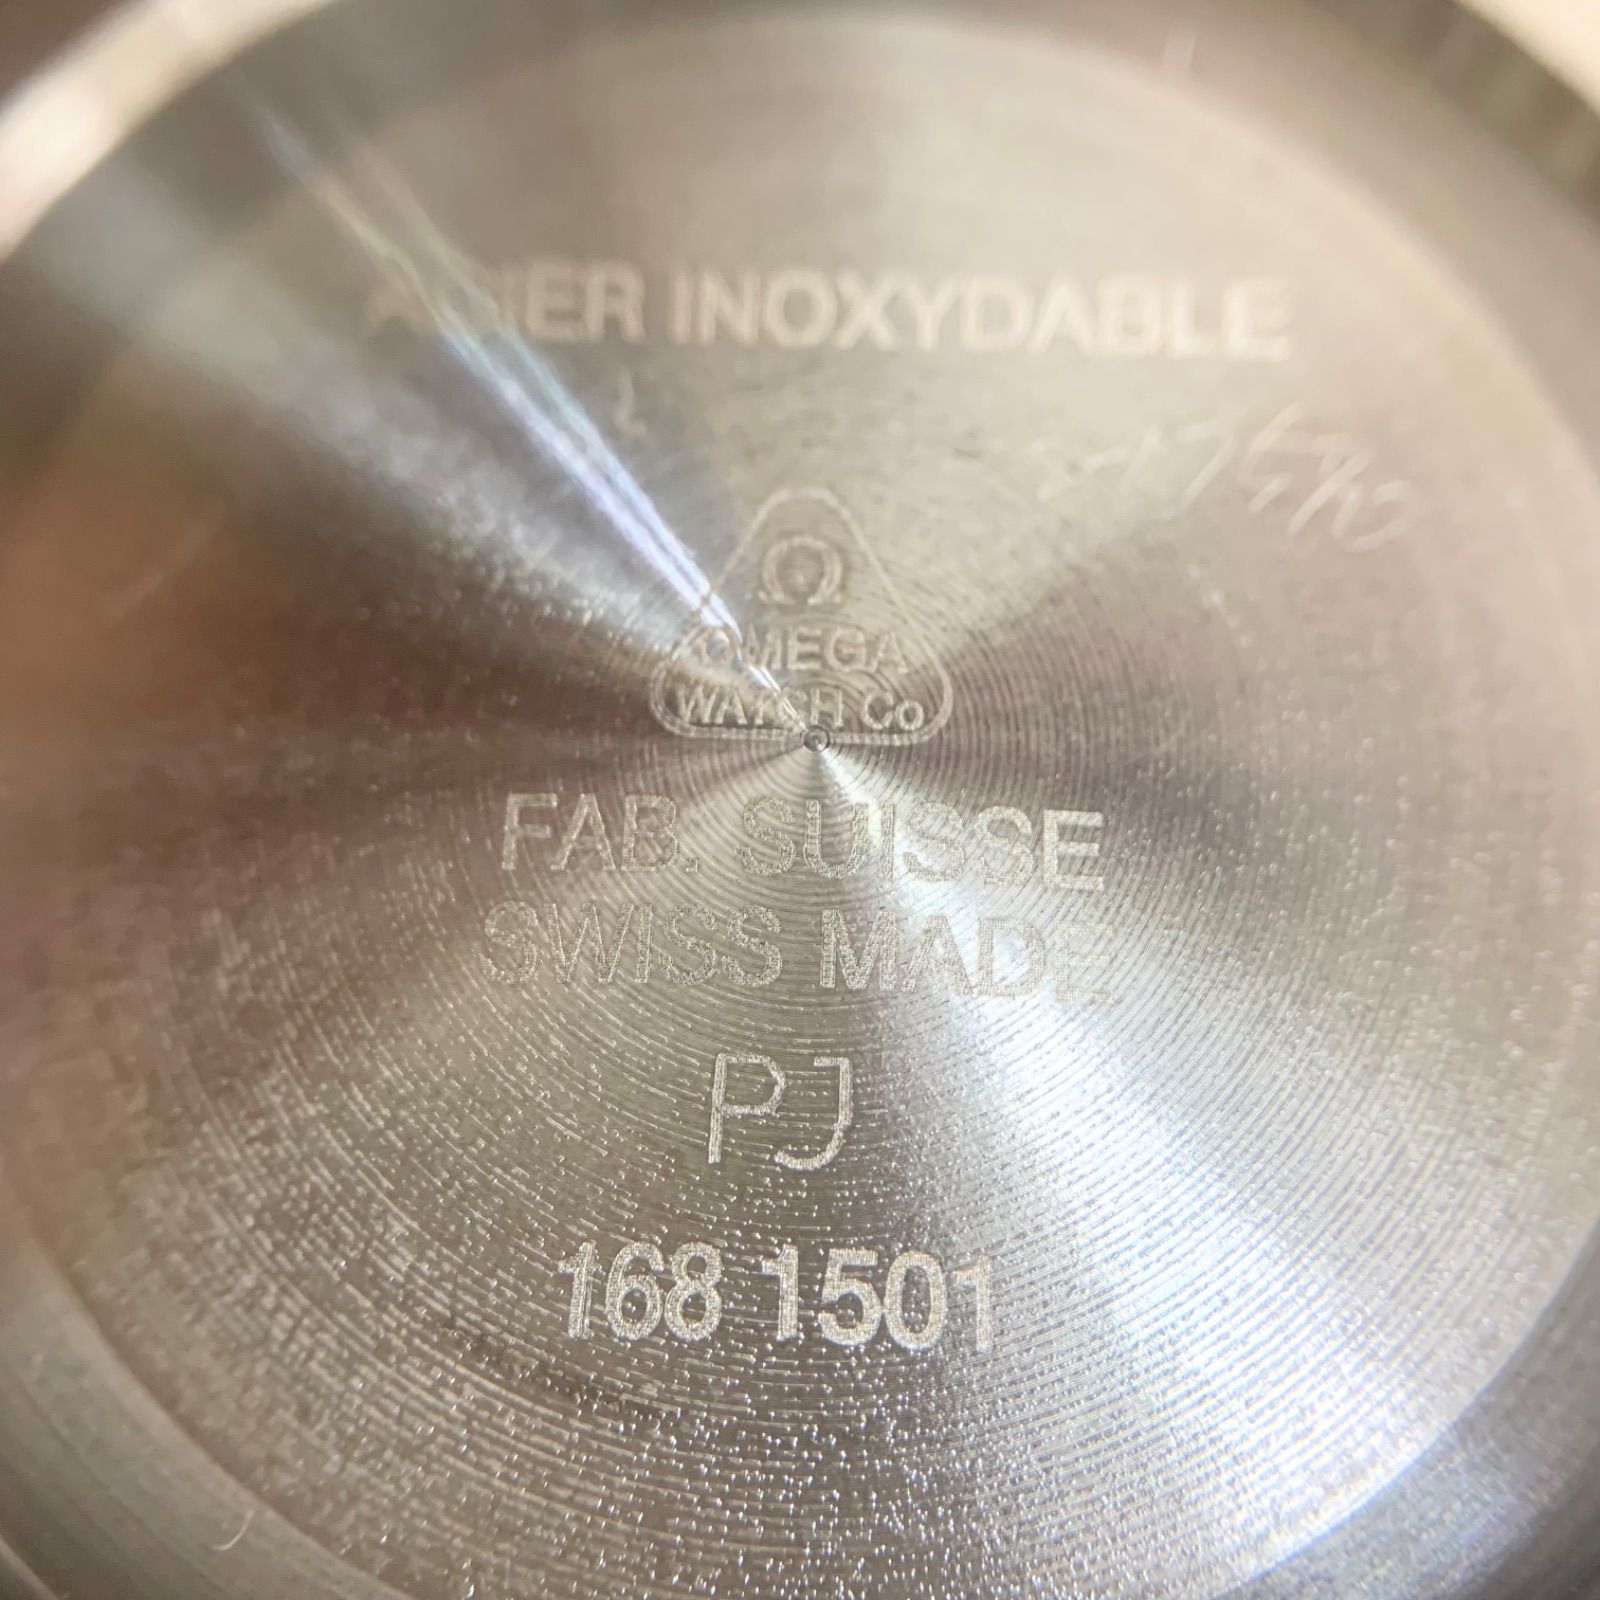 ACIER INOXYDABLE
Ω
OMEGA
WATCH Co
FAB. SUISSE
SWISS MADE
PJ
168 1501